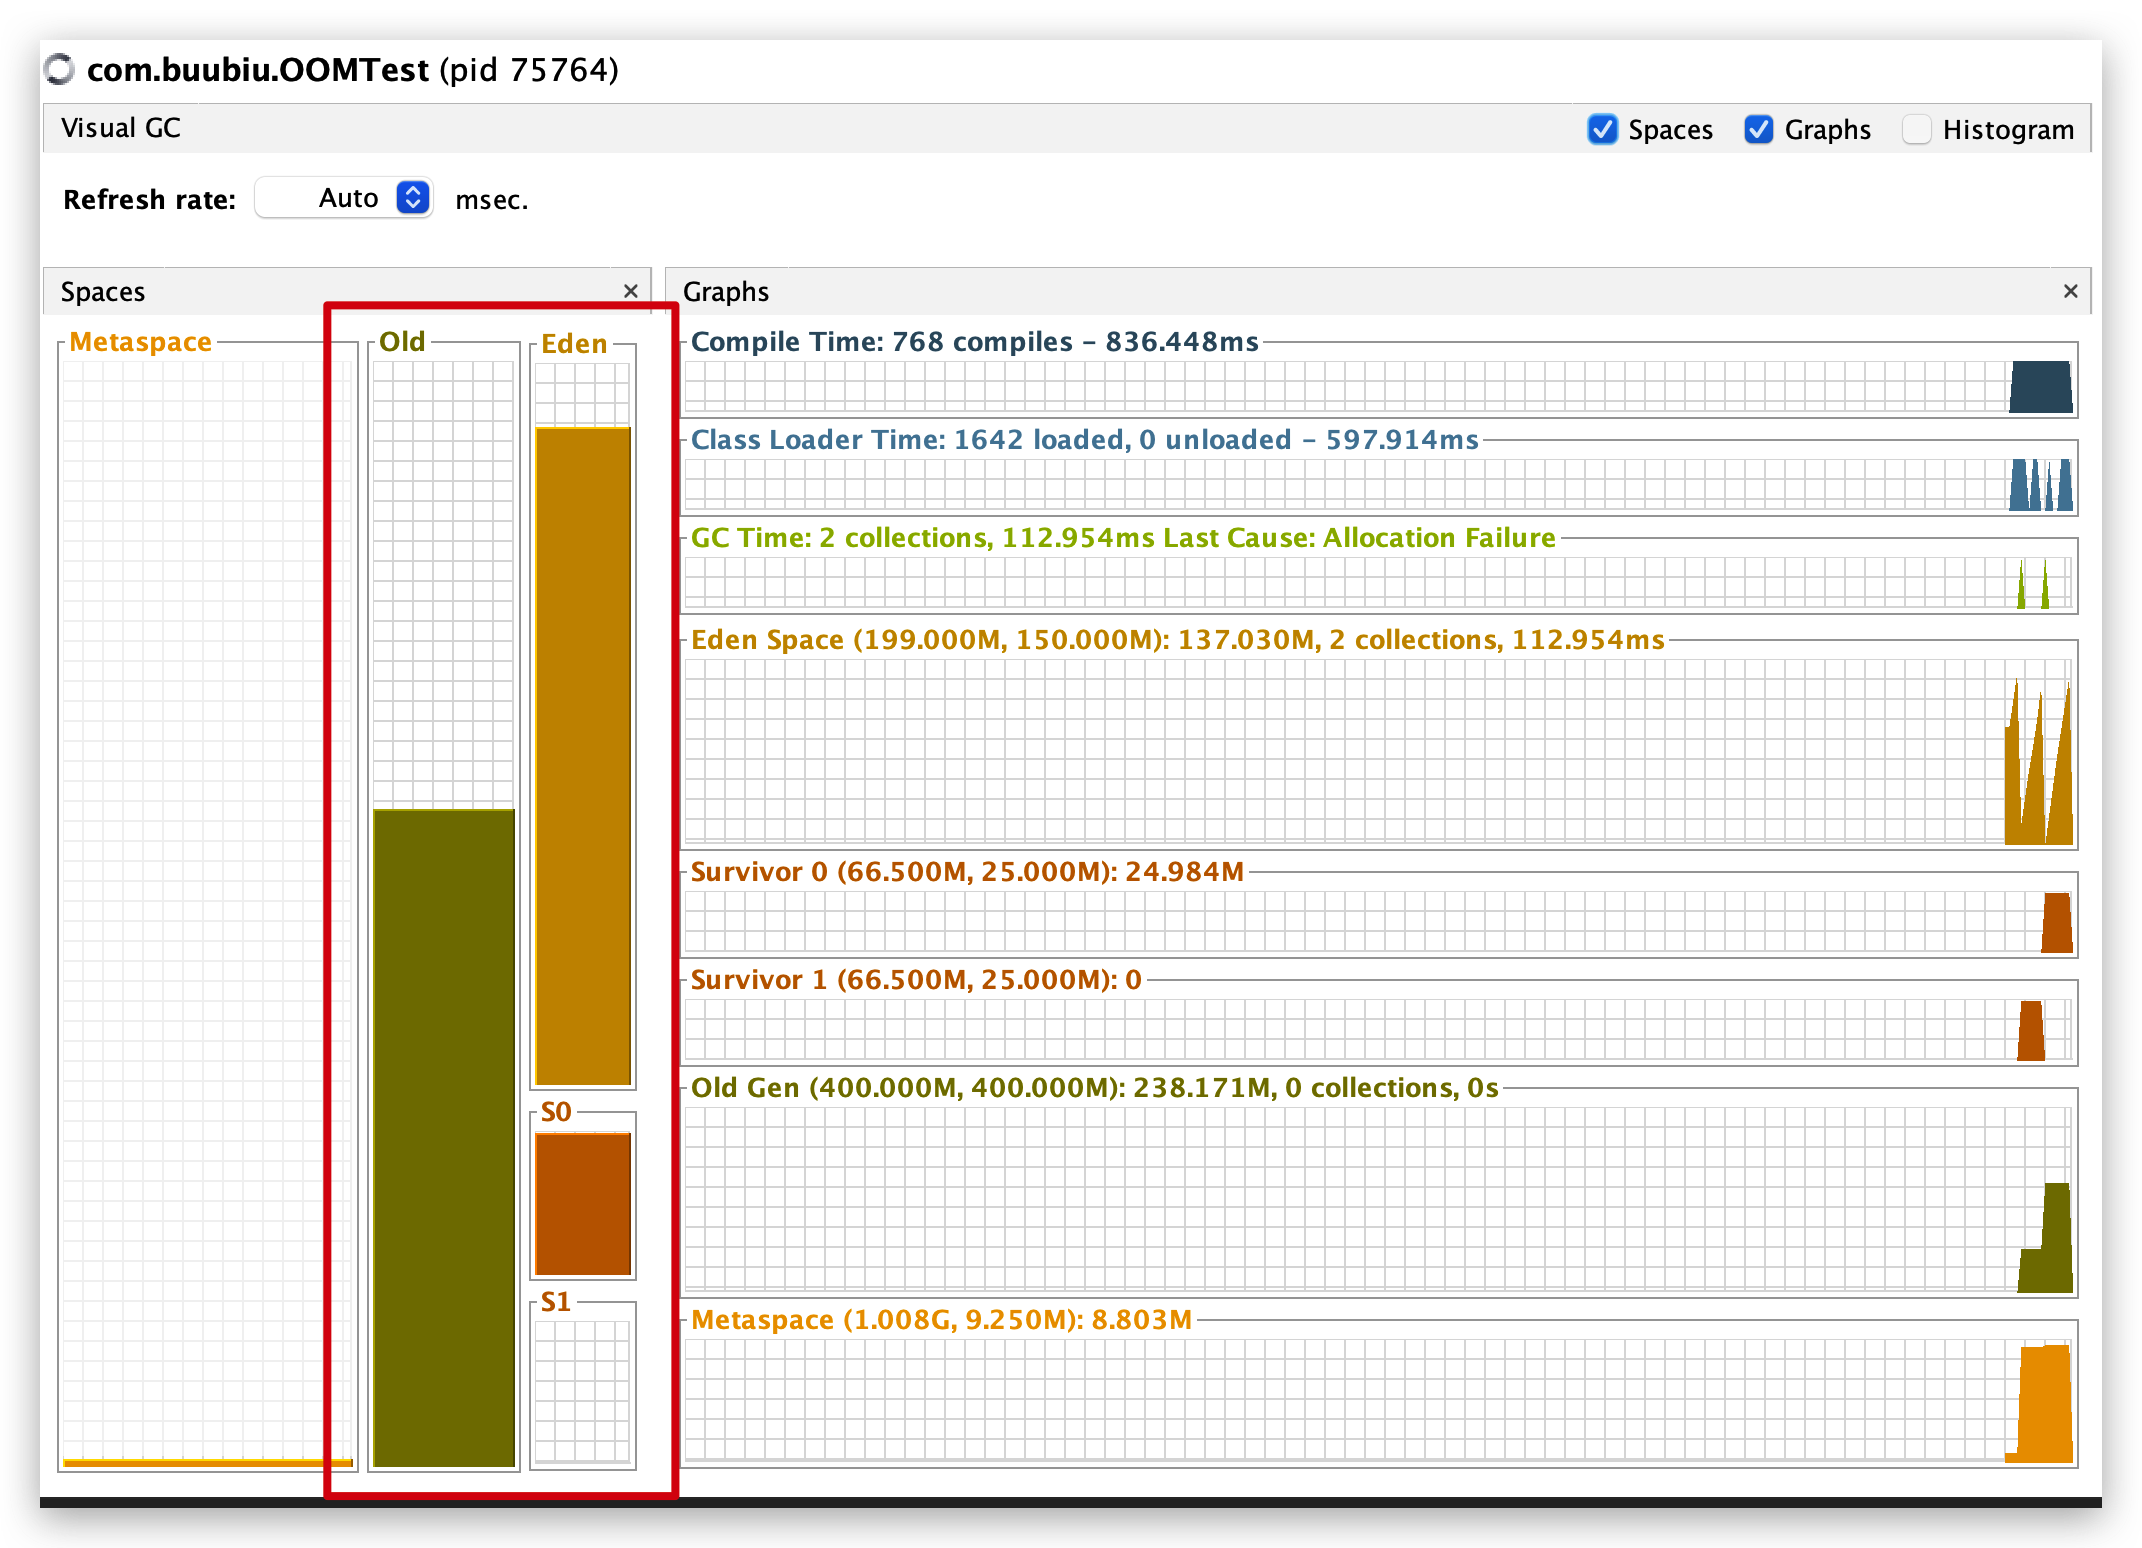 com.buubiu.OOMTest (pid 75764)
Visual GC
Spaces
Graphs
Histogram
Refresh rate: Auto msec.
Spaces
Metaspace
Old
Eden
S0
S1
Graphs
Compile Time: 768 compiles - 836.448ms
Class Loader Time: 1642 loaded, 0 unloaded - 597.914ms
GC Time: 2 collections, 112.954ms Last Cause: Allocation Failure
Eden Space (199.000M, 150.000M): 137.030M, 2 collections, 112.954ms
Survivor 0 (66.500M, 25.000M): 24.984M
Survivor 1 (66.500M, 25.000M): 0
Old Gen (400.000M, 400.000M): 238.171M, 0 collections, 0s
Metaspace (1.008G, 9.250M): 8.803M